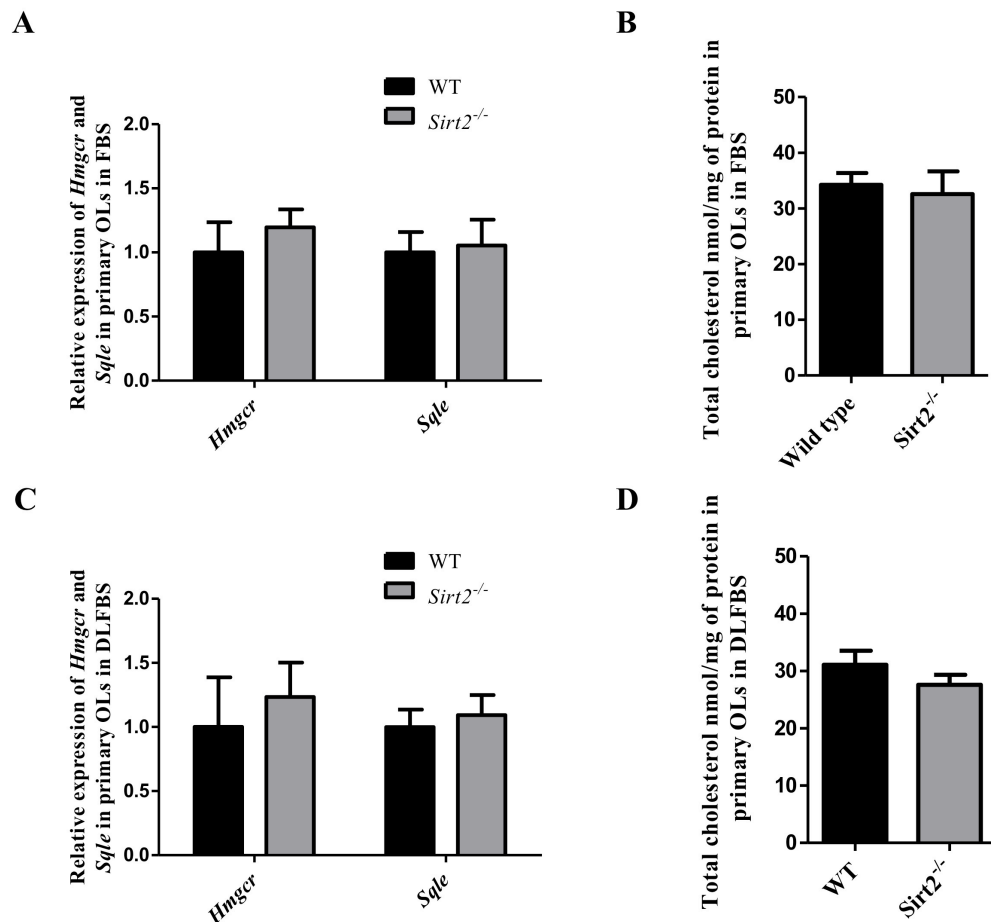 A
Relative expression of Hmgcr and
Sqle in primary OLs in FBS
WT
Sirt2-/-
2.0
1.5
1.0
0.5
0.0
Hmgcr
Sqle
B
Total cholesterol nmol/mg of protein in
primary OLs in FBS
50
40
30
20
10
0
Wild type
Sirt2-/-
C
Relative expression of Hmgcr and
Sqle in primary OLs in DLFBS
WT
Sirt2-/-
2.0
1.5
1.0
0.5
0.0
Hmgcr
Sqle
D
Total cholesterol nmol/mg of protein in
primary OLs in DLFBS
50
40
30
20
10
0
WT
Sirt2-/-